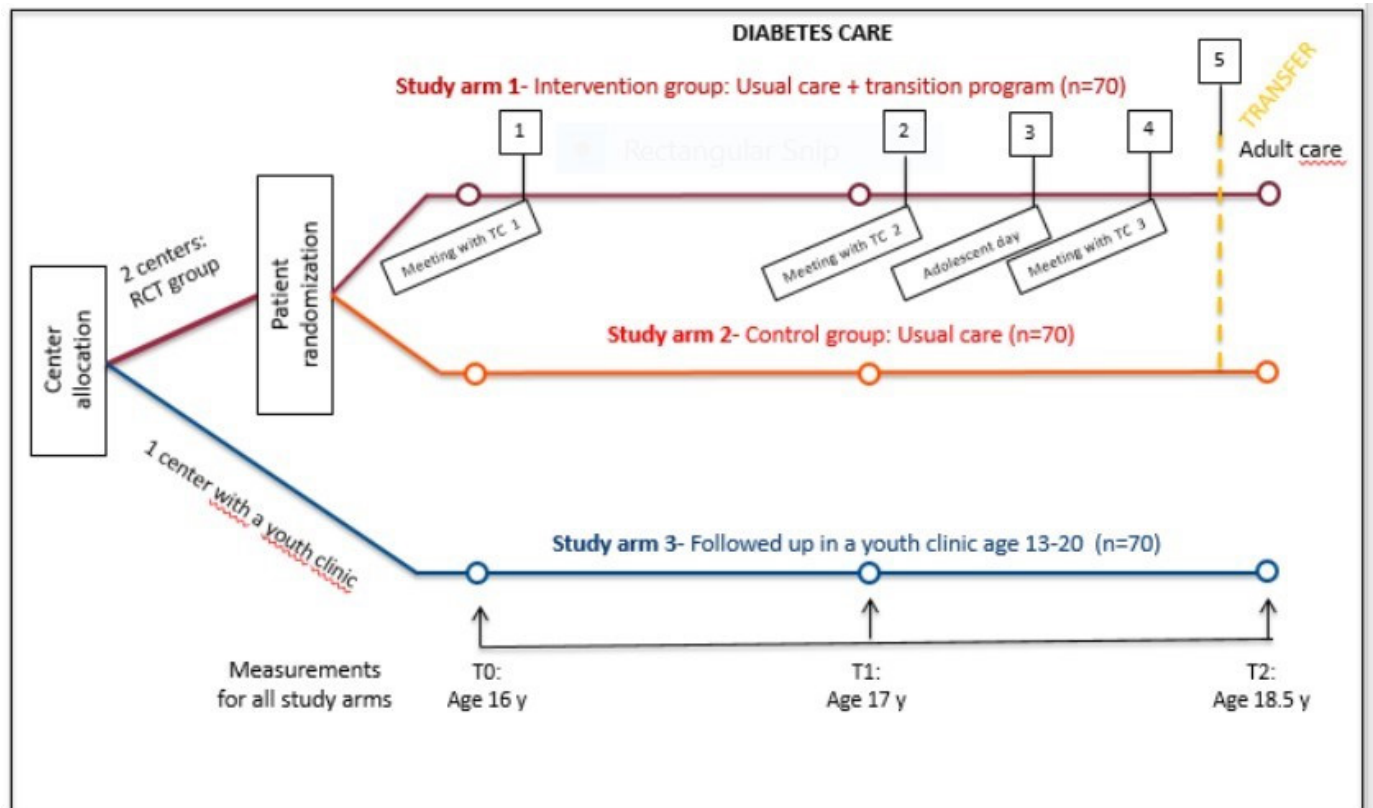 DIABETES CARE
Study arm 1- Intervention group: Usual care + transition program (n=70)
1
2
3
4
5
TRANSFER
Adult care
Rectangular Snip
Meeting with TC 1
Meeting with TC 2
Adolescent day
Meeting with TC 3
2 centers:
RCT group
Patient
randomization
Center
allocation
Study arm 2- Control group: Usual care (n=70)
1 center with a youth clinic
Study arm 3- Followed up in a youth clinic age 13-20 (n=70)
Measurements
for all study arms
T0:
Age 16 y
T1:
Age 17 y
T2:
Age 18.5 y